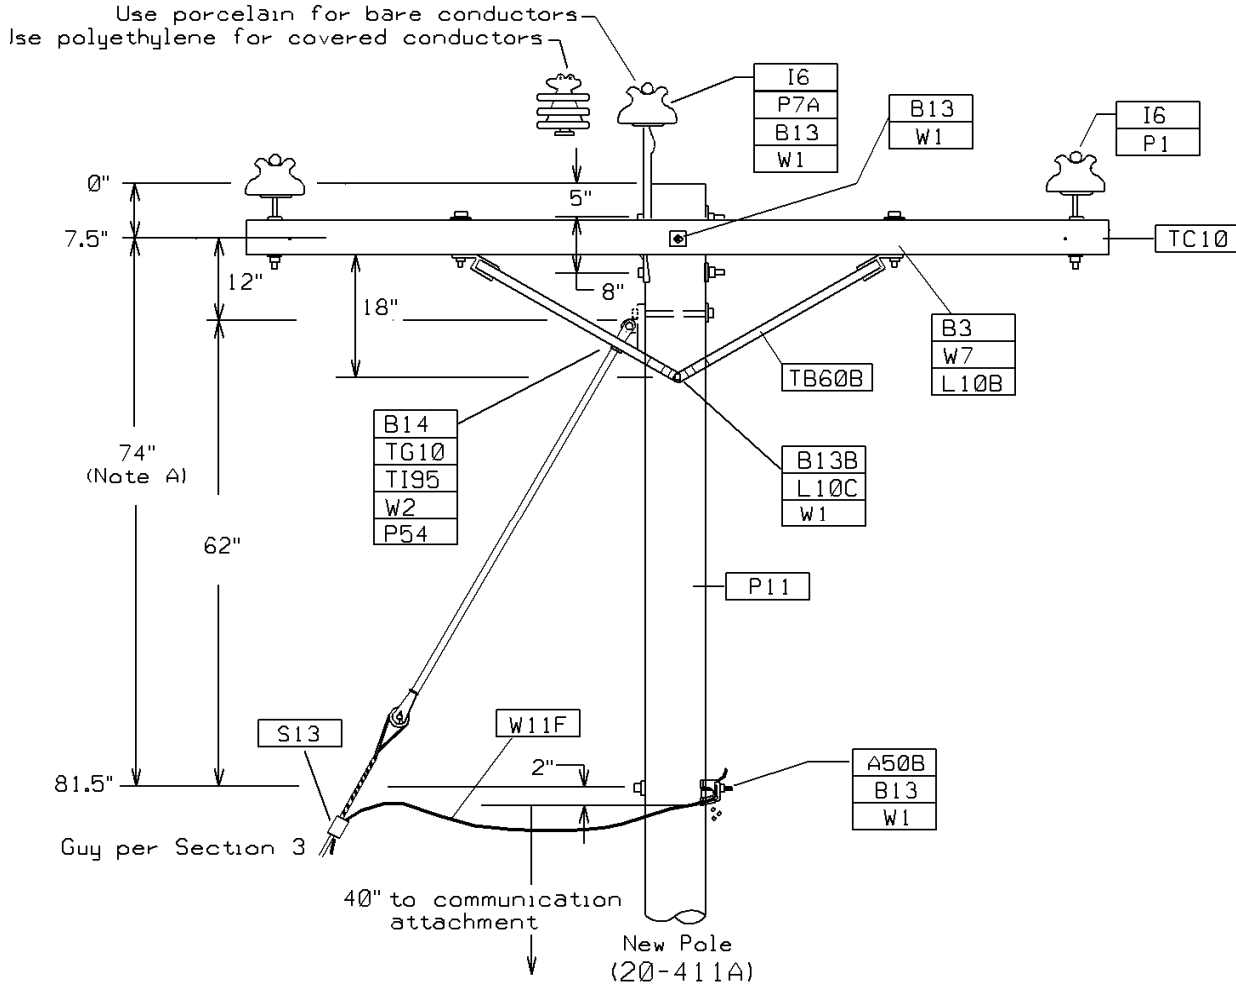 Use porcelain for bare conductors
Use polyethylene for covered conductors
I6
P7A
B13
W1
B13
W1
I6
P1
0"
5"
7.5"
TC10
12"
8"
18"
B3
W7
L10B
TB60B
B14
TG10
TI95
W2
P54
74"
(Note A)
B13B
L10C
W1
62"
P11
S13
W11F
2"
81.5"
A50B
B13
W1
Guy per Section 3
40" to communication
attachment
New Pole
(20-411A)